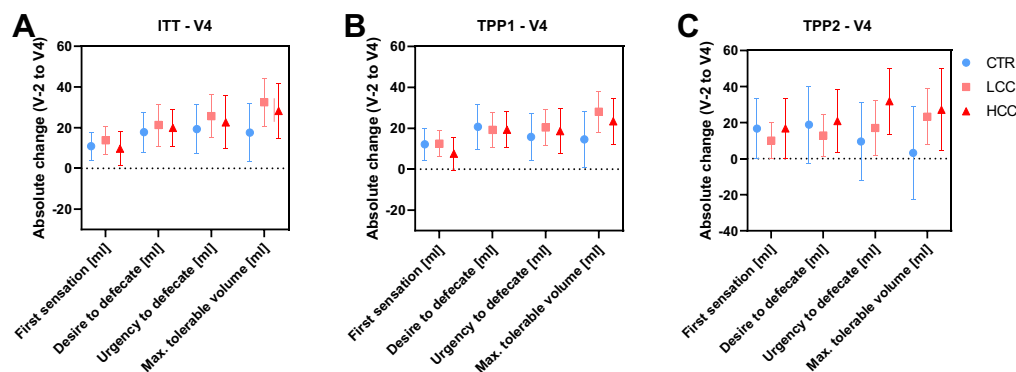 A
ITT - V4
Absolute change (V-2 to V4)
60
40
20
0
-20
First sensation [ml]
Desire to defecate [ml]
Urgency to defecate [ml]
Max. tolerable volume [ml]
B
TPP1 - V4
Absolute change (V-2 to V4)
60
40
20
0
-20
First sensation [ml]
Desire to defecate [ml]
Urgency to defecate [ml]
Max. tolerable volume [ml]
C
TPP2 - V4
Absolute change (V-2 to V4)
60
40
20
0
-20
-40
First sensation [ml]
Desire to defecate [ml]
Urgency to defecate [ml]
Max. tolerable volume [ml]
CTR
LCC
HCC